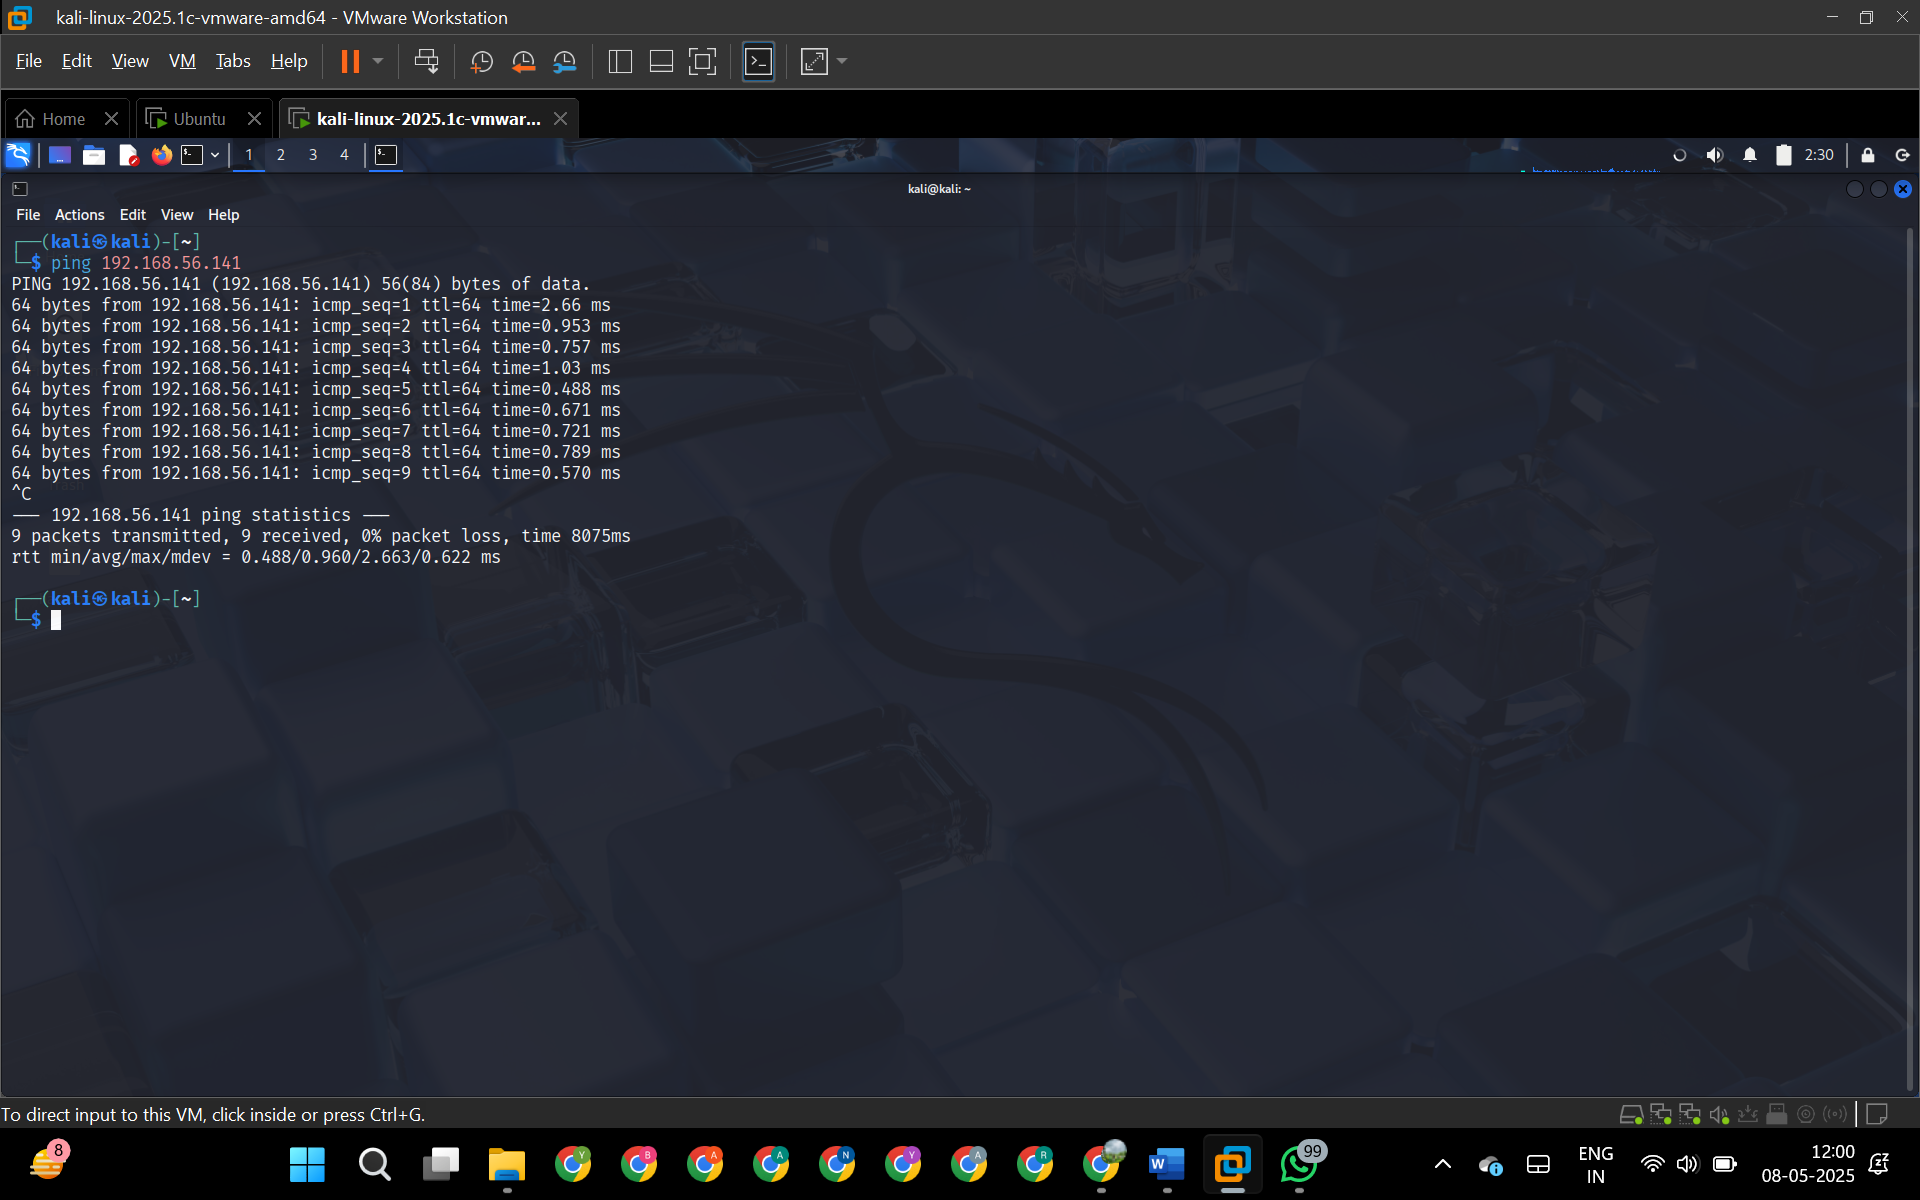 kali-linux-2025.1c-vmware-amd64 - VMware Workstation
File Edit View VM Tabs Help
Home Ubuntu kali-linux-2025.1c-vmwar...
1 2 3 4 2:30
kali@kali: ~
File Actions Edit View Help
┌──(kali㉿kali)-[~]
└─$ ping 192.168.56.141
PING 192.168.56.141 (192.168.56.141) 56(84) bytes of data.
64 bytes from 192.168.56.141: icmp_seq=1 ttl=64 time=2.66 ms
64 bytes from 192.168.56.141: icmp_seq=2 ttl=64 time=0.953 ms
64 bytes from 192.168.56.141: icmp_seq=3 ttl=64 time=0.757 ms
64 bytes from 192.168.56.141: icmp_seq=4 ttl=64 time=1.03 ms
64 bytes from 192.168.56.141: icmp_seq=5 ttl=64 time=0.488 ms
64 bytes from 192.168.56.141: icmp_seq=6 ttl=64 time=0.671 ms
64 bytes from 192.168.56.141: icmp_seq=7 ttl=64 time=0.721 ms
64 bytes from 192.168.56.141: icmp_seq=8 ttl=64 time=0.789 ms
64 bytes from 192.168.56.141: icmp_seq=9 ttl=64 time=0.570 ms
^C
--- 192.168.56.141 ping statistics ---
9 packets transmitted, 9 received, 0% packet loss, time 8075ms
rtt min/avg/max/mdev = 0.488/0.960/2.663/0.622 ms
┌──(kali㉿kali)-[~]
└─$
To direct input to this VM, click inside or press Ctrl+G.
8 Y B A A N Y A R W 99 ENG 12:00
IN 08-05-2025